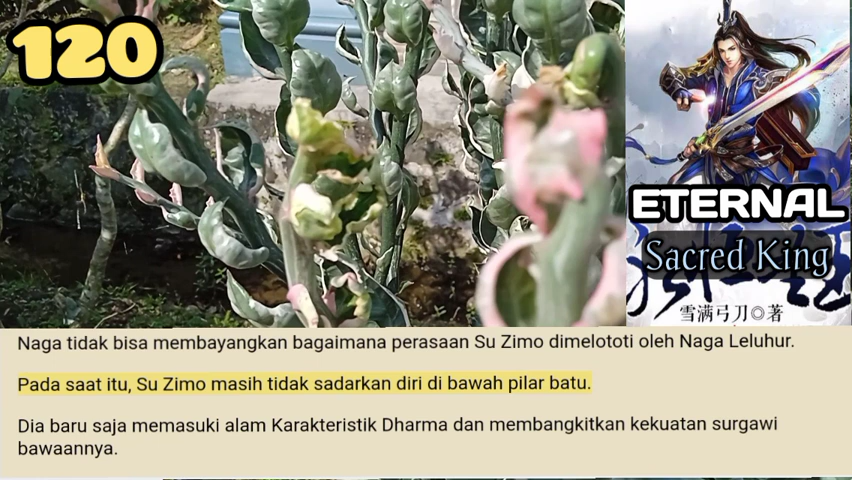 120
ETERNAL
Sacred King
雪满弓刀◎著
Naga tidak bisa membayangkan bagaimana perasaan Su Zimo dimelototi oleh Naga Leluhur.
Pada saat itu, Su Zimo masih tidak sadarkan diri di bawah pilar batu.
Dia baru saja memasuki alam Karakteristik Dharma dan membangkitkan kekuatan surgawi
bawaannya.